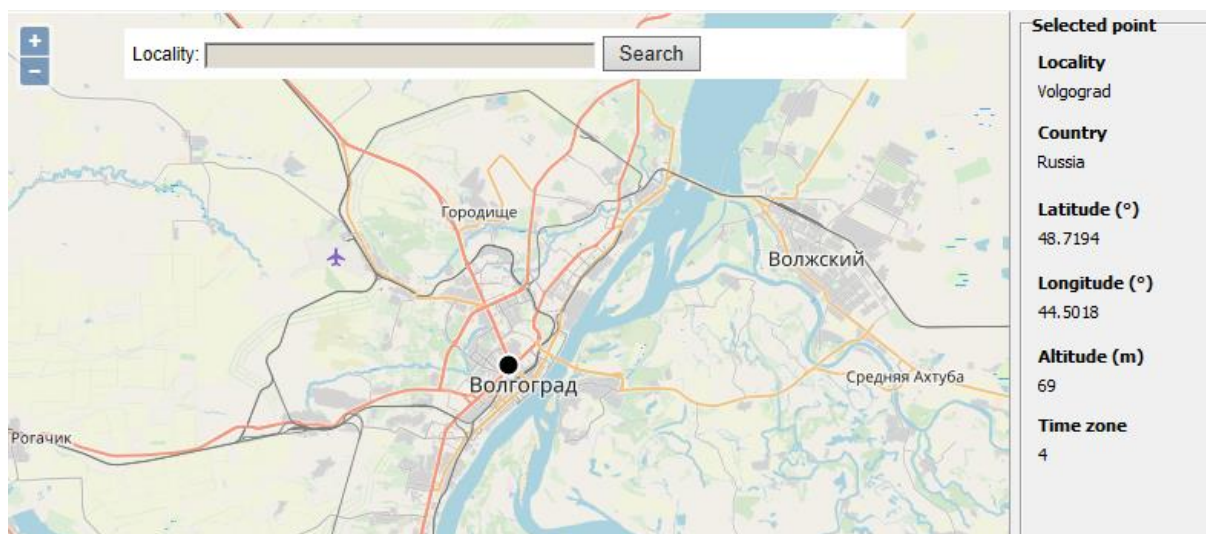 +
−
Locality:
Search
Городище
Волжский
Волгоград
Средняя Ахтуба
Рогачик
Selected point
Locality
Volgograd
Country
Russia
Latitude (°)
48.7194
Longitude (°)
44.5018
Altitude (m)
69
Time zone
4